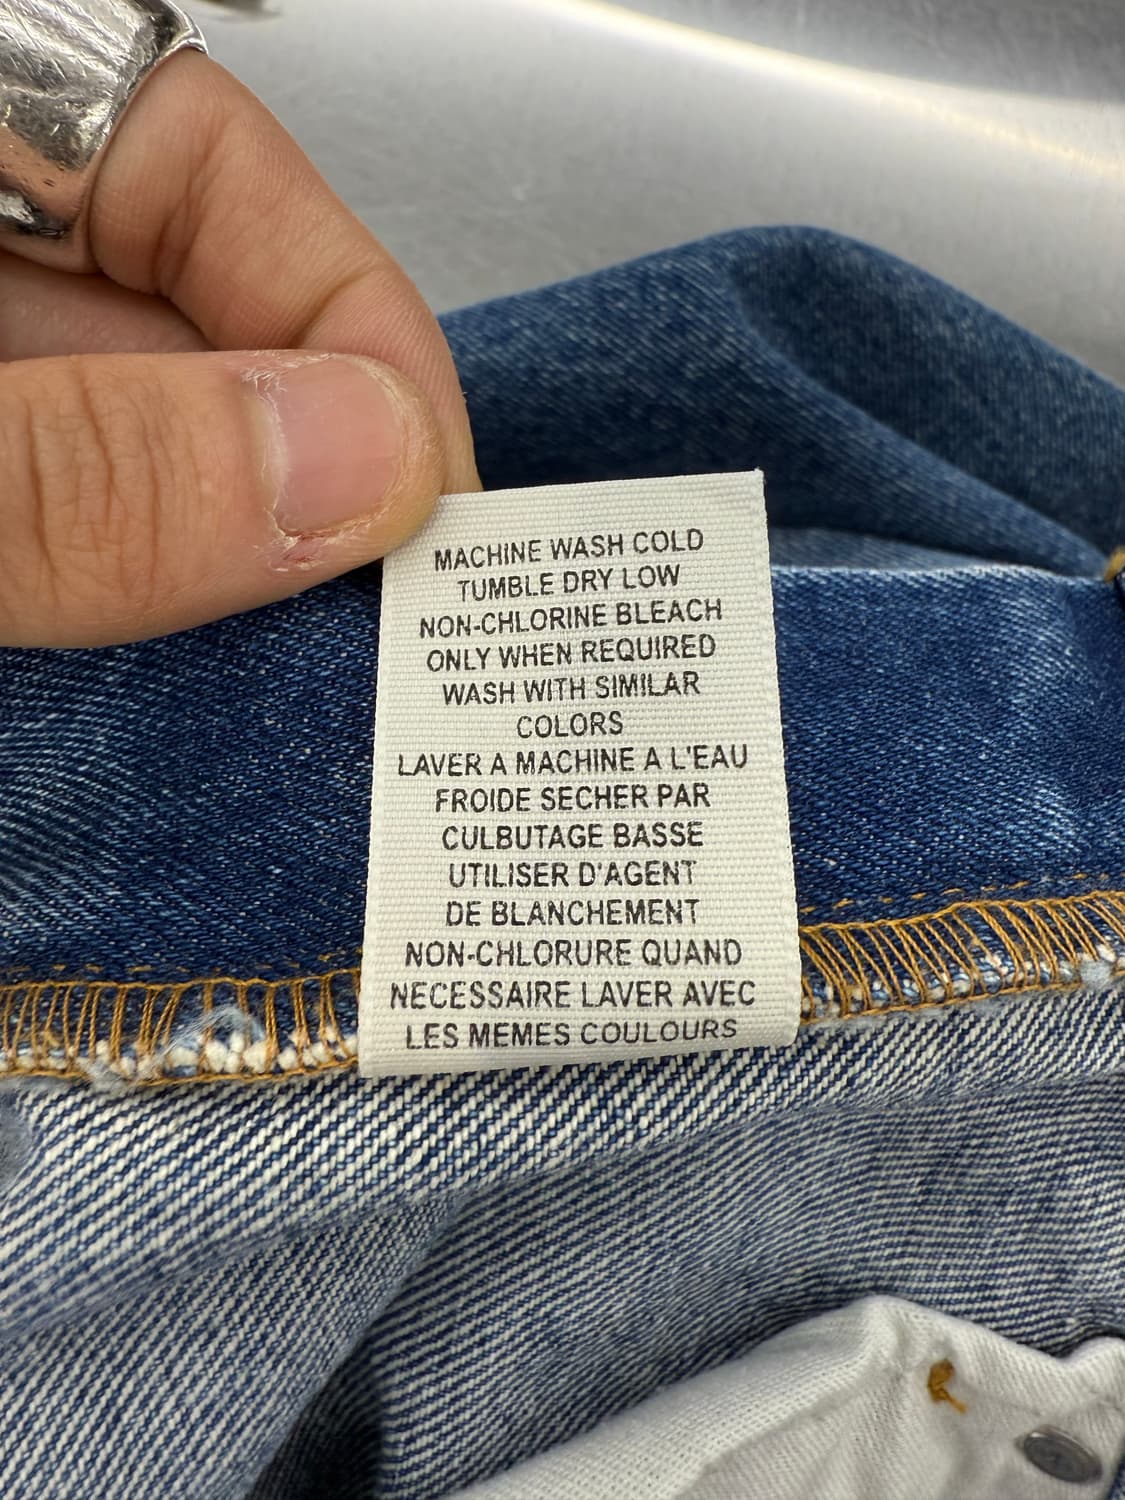 MACHINE WASH COLD
TUMBLE DRY LOW
NON-CHLORINE BLEACH
ONLY WHEN REQUIRED
WASH WITH SIMILAR
COLORS
LAVER A MACHINE A L'EAU
FROIDE SECHER PAR
CULBUTAGE BASSE
UTILISER D'AGENT
DE BLANCHEMENT
NON-CHLORURE QUAND
NECESSAIRE LAVER AVEC
LES MEMES COULOURS